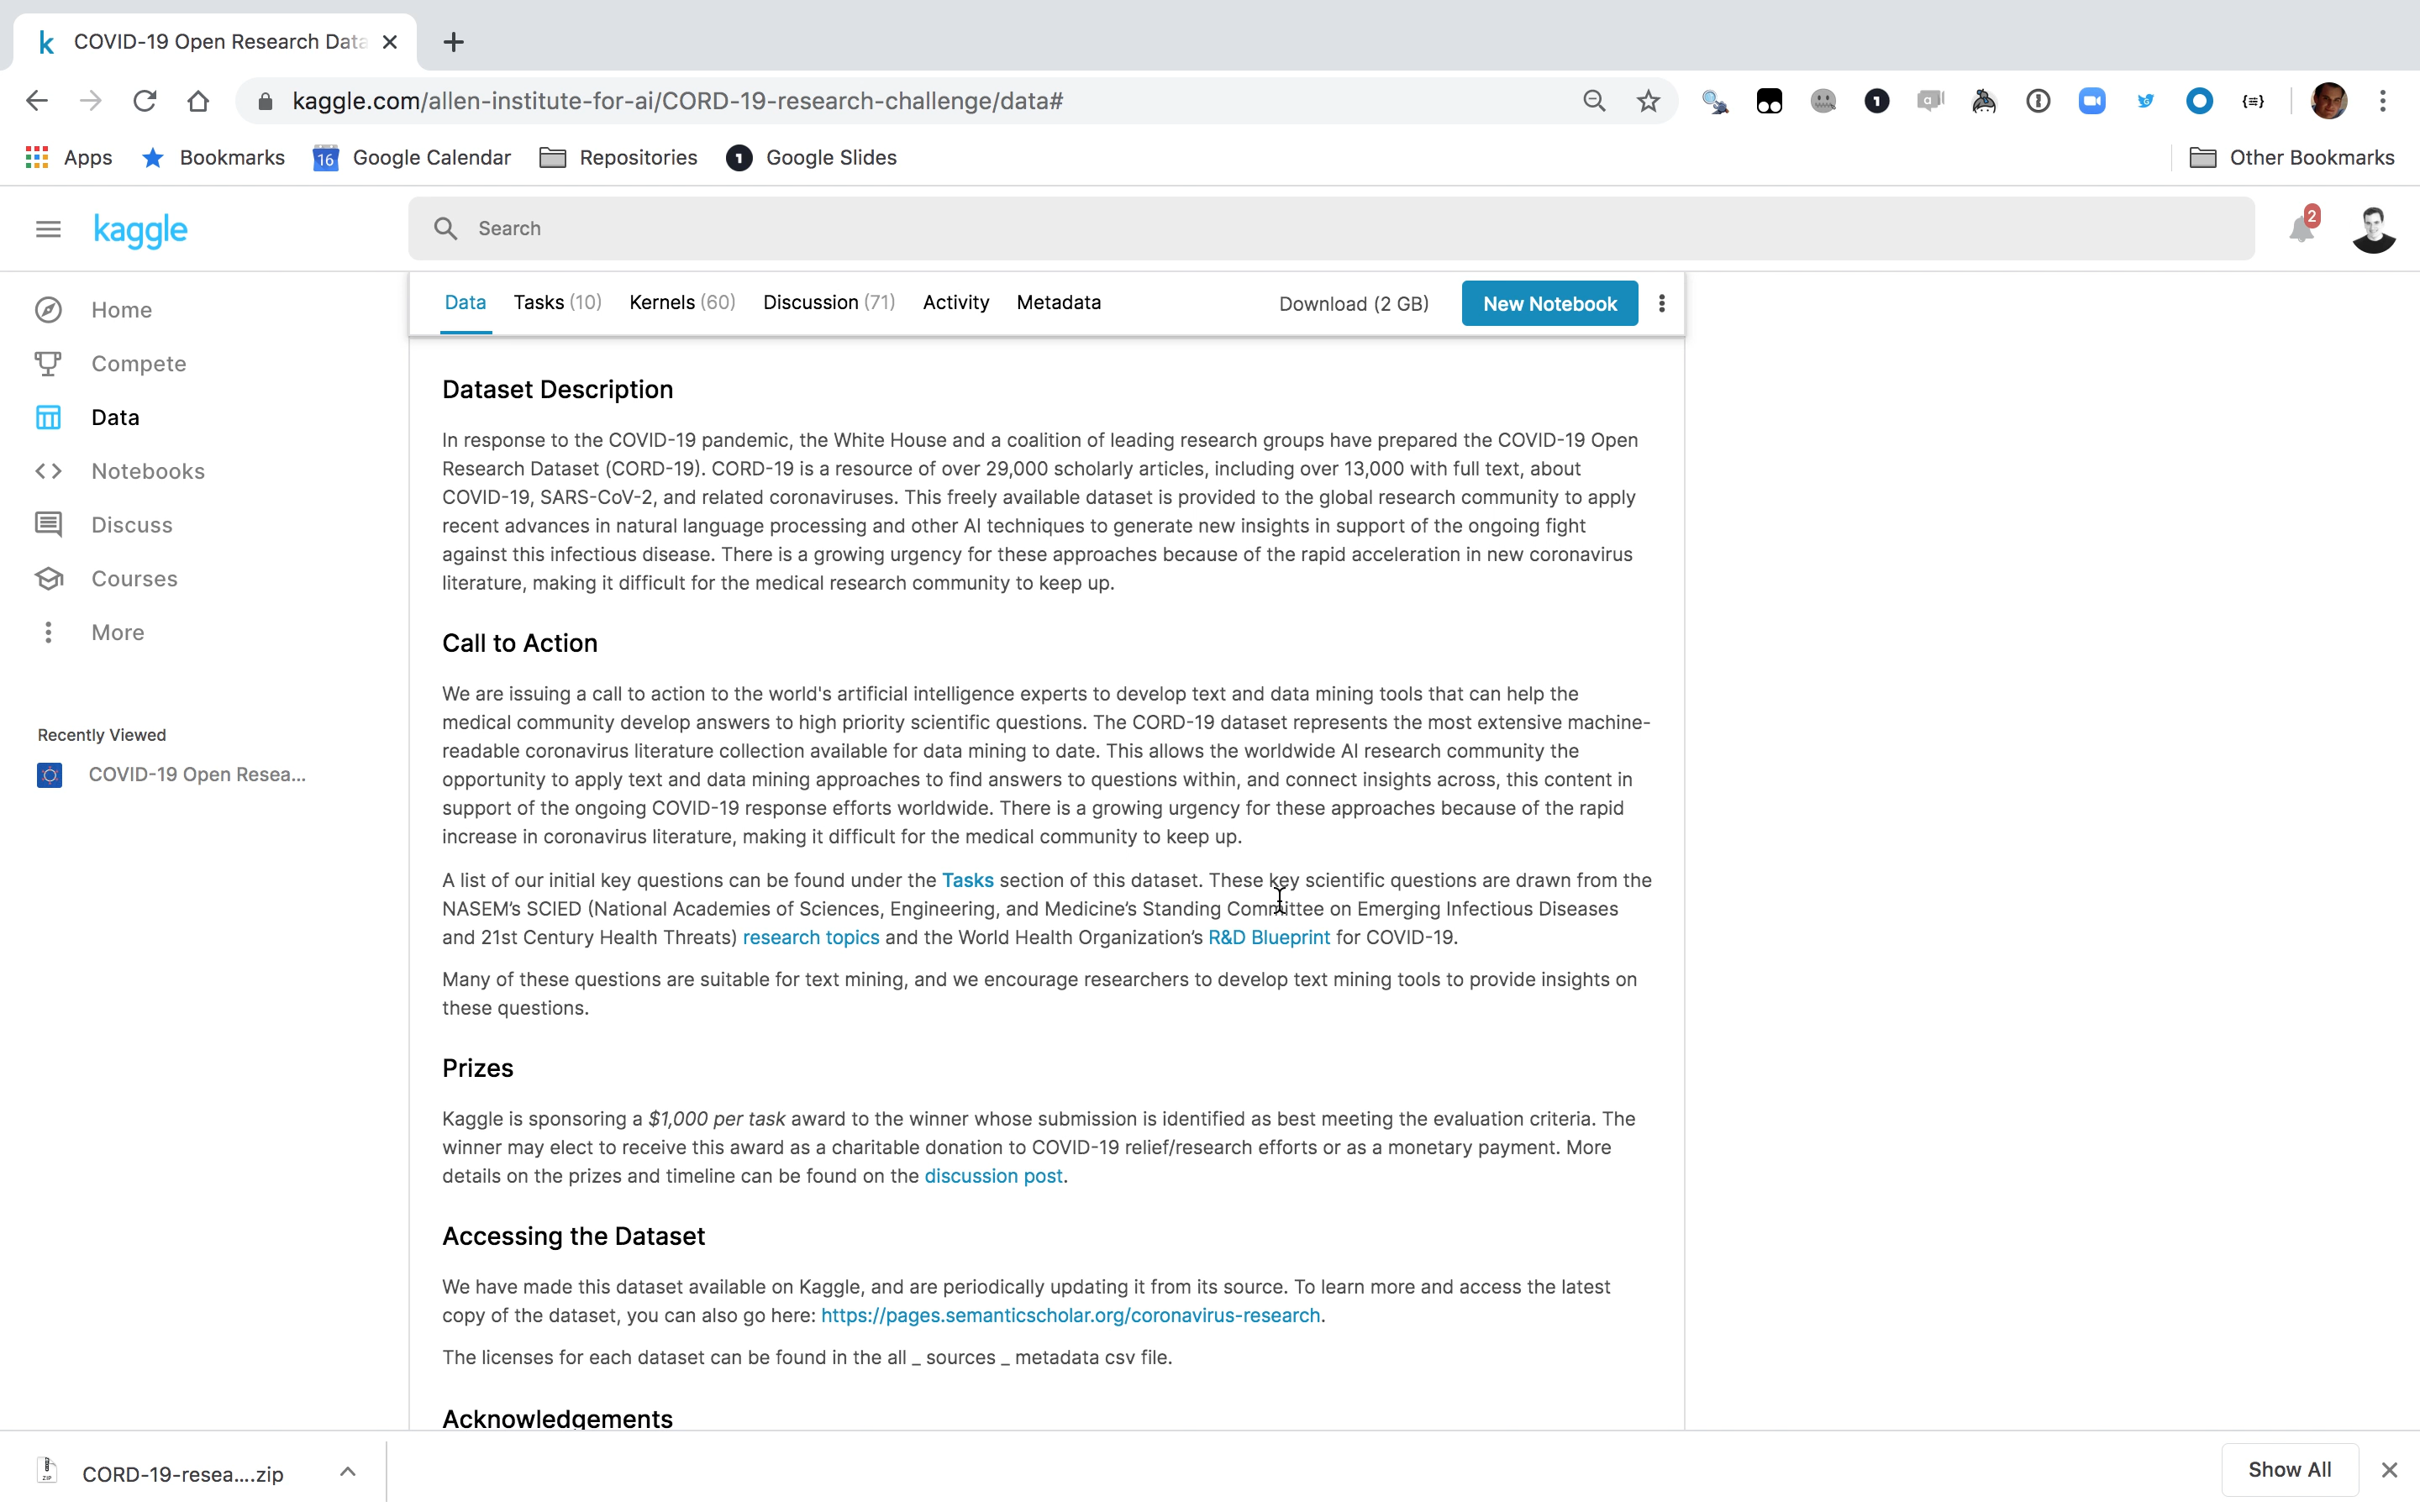 COVID-19 Open Research Data
kaggle.com/allen-institute-for-ai/CORD-19-research-challenge/data#
Apps
Bookmarks
16
Google Calendar
Repositories
Google Slides
Other Bookmarks
kaggle
Search
2
Home
Compete
Data
Notebooks
Discuss
Courses
More
Recently Viewed
COVID-19 Open Resea...
Data Tasks (10) Kernels (60) Discussion (71) Activity Metadata Download (2 GB) New Notebook
Dataset Description
In response to the COVID-19 pandemic, the White House and a coalition of leading research groups have prepared the COVID-19 Open
Research Dataset (CORD-19). CORD-19 is a resource of over 29,000 scholarly articles, including over 13,000 with full text, about
COVID-19, SARS-CoV-2, and related coronaviruses. This freely available dataset is provided to the global research community to apply
recent advances in natural language processing and other AI techniques to generate new insights in support of the ongoing fight
against this infectious disease. There is a growing urgency for these approaches because of the rapid acceleration in new coronavirus
literature, making it difficult for the medical research community to keep up.
Call to Action
We are issuing a call to action to the world's artificial intelligence experts to develop text and data mining tools that can help the
medical community develop answers to high priority scientific questions. The CORD-19 dataset represents the most extensive machine-
readable coronavirus literature collection available for data mining to date. This allows the worldwide AI research community the
opportunity to apply text and data mining approaches to find answers to questions within, and connect insights across, this content in
support of the ongoing COVID-19 response efforts worldwide. There is a growing urgency for these approaches because of the rapid
increase in coronavirus literature, making it difficult for the medical community to keep up.
A list of our initial key questions can be found under the Tasks section of this dataset. These key scientific questions are drawn from the
NASEM's SCIED (National Academies of Sciences, Engineering, and Medicine's Standing Committee on Emerging Infectious Diseases
and 21st Century Health Threats) research topics and the World Health Organization's R&D Blueprint for COVID-19.
Many of these questions are suitable for text mining, and we encourage researchers to develop text mining tools to provide insights on
these questions.
Prizes
Kaggle is sponsoring a $1,000 per task award to the winner whose submission is identified as best meeting the evaluation criteria. The
winner may elect to receive this award as a charitable donation to COVID-19 relief/research efforts or as a monetary payment. More
details on the prizes and timeline can be found on the discussion post.
Accessing the Dataset
We have made this dataset available on Kaggle, and are periodically updating it from its source. To learn more and access the latest
copy of the dataset, you can also go here: https://pages.semanticscholar.org/coronavirus-research.
The licenses for each dataset can be found in the all _ sources _ metadata csv file.
Acknowledgements
ZIP
CORD-19-resea....zip
Show All